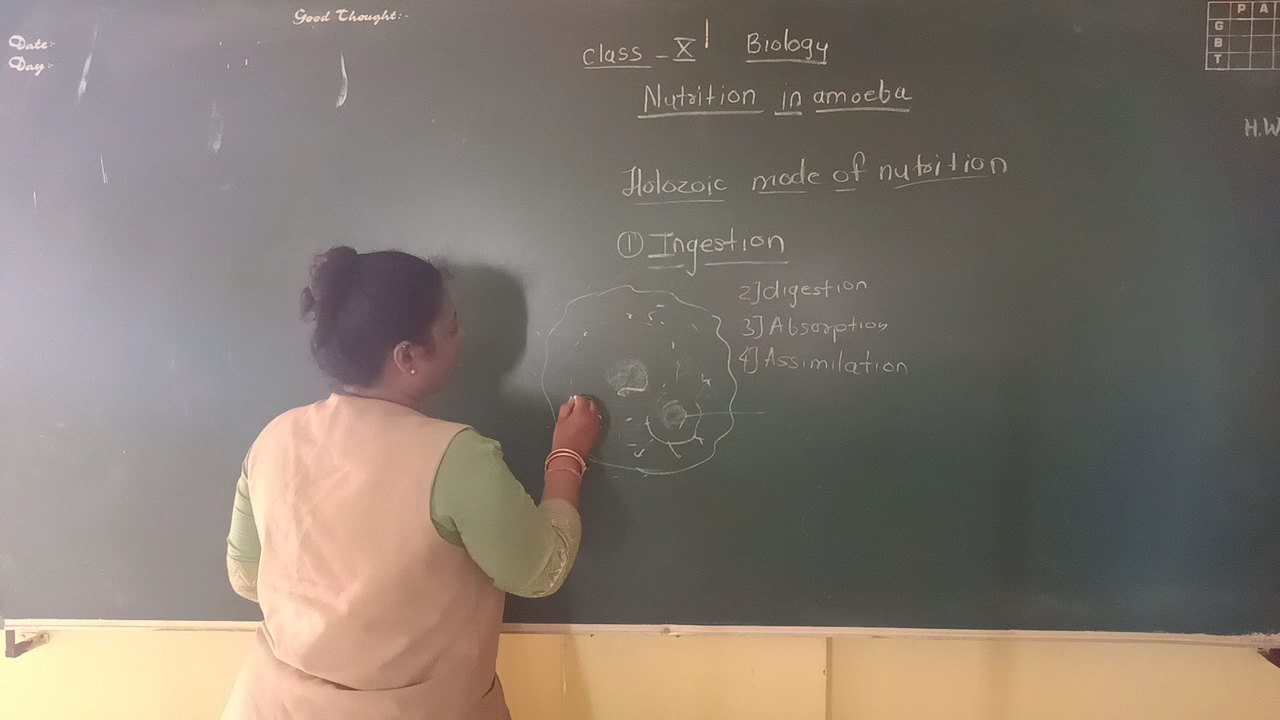 Good Thought:-
Date:-
Day:-
P A
G
B
T
H.W
Class - X Biology
Nutrition in amoeba
Holozoic mode of nutrition
① Ingestion
2] digestion
3] Absorption
4] Assimilation